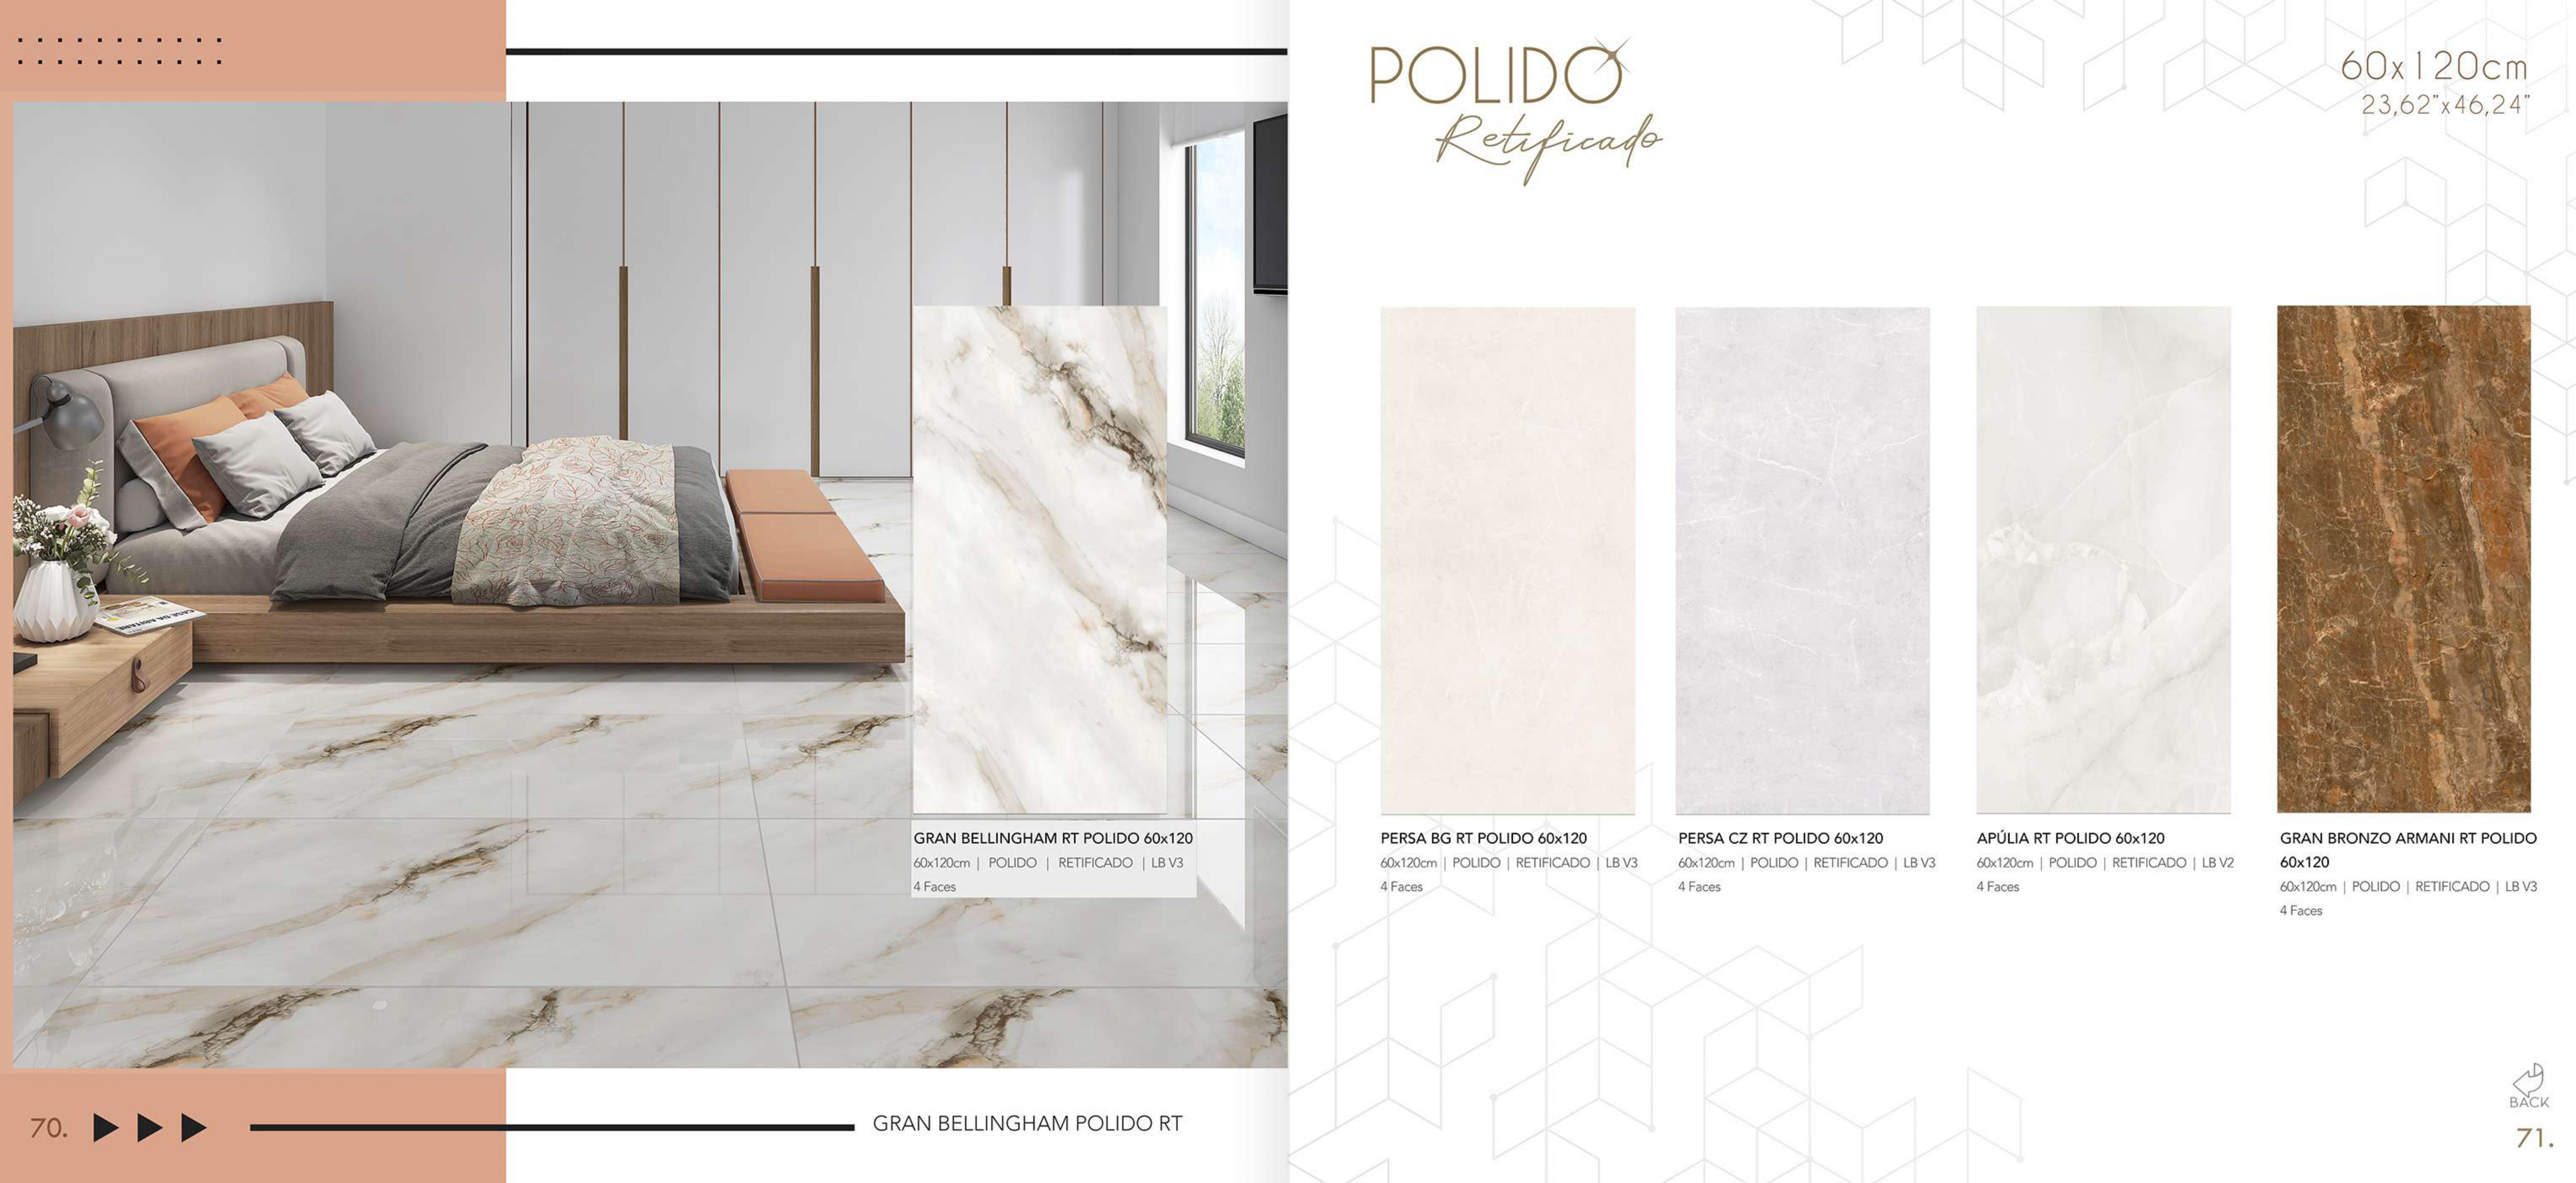 GRAN BELLINGHAM RT POLIDO 60x120
60x120cm | POLIDO | RETIFICADO | LB V3
4 Faces
70.
GRAN BELLINGHAM POLIDO RT
POLIDO
Retificado
60x120cm
23,62”x46,24”
PERSA BG RT POLIDO 60x120
60x120cm | POLIDO | RETIFICADO | LB V3
4 Faces
PERSA CZ RT POLIDO 60x120
60x120cm | POLIDO | RETIFICADO | LB V3
4 Faces
APÚLIA RT POLIDO 60x120
60x120cm | POLIDO | RETIFICADO | LB V2
4 Faces
GRAN BRONZO ARMANI RT POLIDO
60x120
60x120cm | POLIDO | RETIFICADO | LB V3
4 Faces
BACK
71.